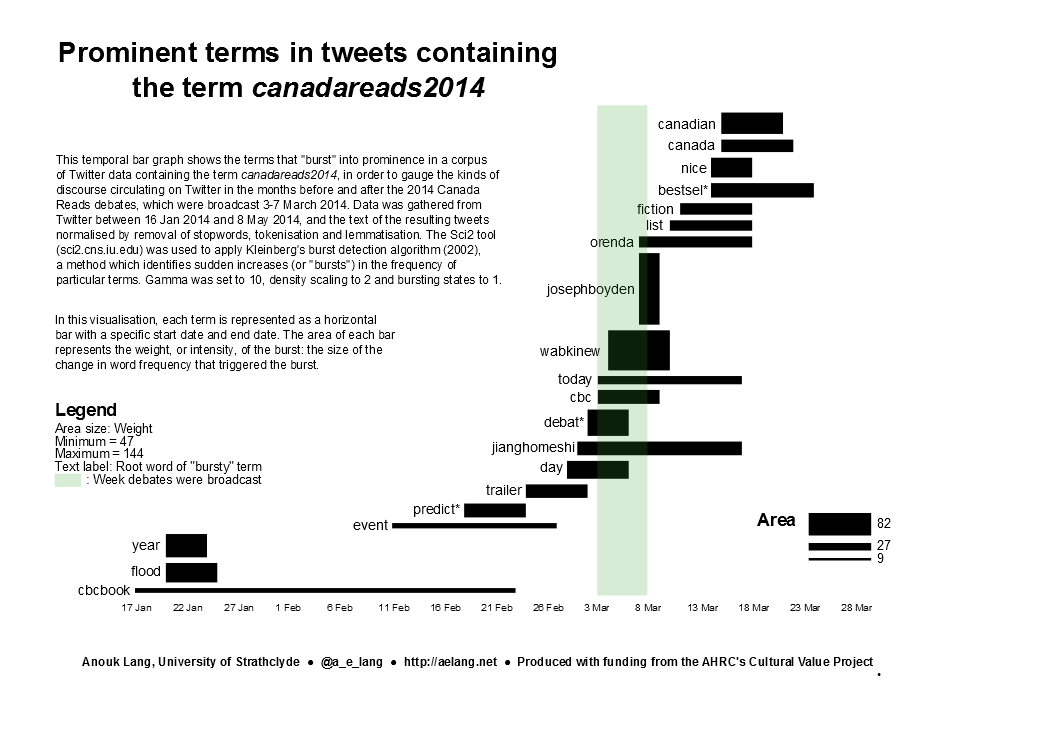 Prominent terms in tweets containing
the term canadareads2014
This temporal bar graph shows the terms that "burst" into prominence in a corpus
of Twitter data containing the term canadareads2014, in order to gauge the kinds of
discourse circulating on Twitter in the months before and after the 2014 Canada
Reads debates, which were broadcast 3-7 March 2014. Data was gathered from
Twitter between 16 Jan 2014 and 8 May 2014, and the text of the resulting tweets
normalised by removal of stopwords, tokenisation and lemmatisation. The Sci2 tool
(sci2.cns.iu.edu) was used to apply Kleinberg's burst detection algorithm (2002),
a method which identifies sudden increases (or "bursts") in the frequency of
particular terms. Gamma was set to 10, density scaling to 2 and bursting states to 1.
In this visualisation, each term is represented as a horizontal
bar with a specific start date and end date. The area of each bar
represents the weight, or intensity, of the burst: the size of the
change in word frequency that triggered the burst.
Legend
Area size: Weight
Minimum = 47
Maximum = 144
Text label: Root word of "bursty" term
: Week debates were broadcast
canadian
canada
nice
bestsel*
fiction
list
orenda
josephboyden
wabkinew
today
cbc
debat*
jianghomeshi
day
trailer
predict*
event
year
flood
cbcbook
Area
82
27
9
17 Jan 22 Jan 27 Jan 1 Feb 6 Feb 11 Feb 16 Feb 21 Feb 26 Feb 3 Mar 8 Mar 13 Mar 18 Mar 23 Mar 28 Mar
Anouk Lang, University of Strathclyde ● @a_e_lang ● http://aelang.net ● Produced with funding from the AHRC's Cultural Value Project
.